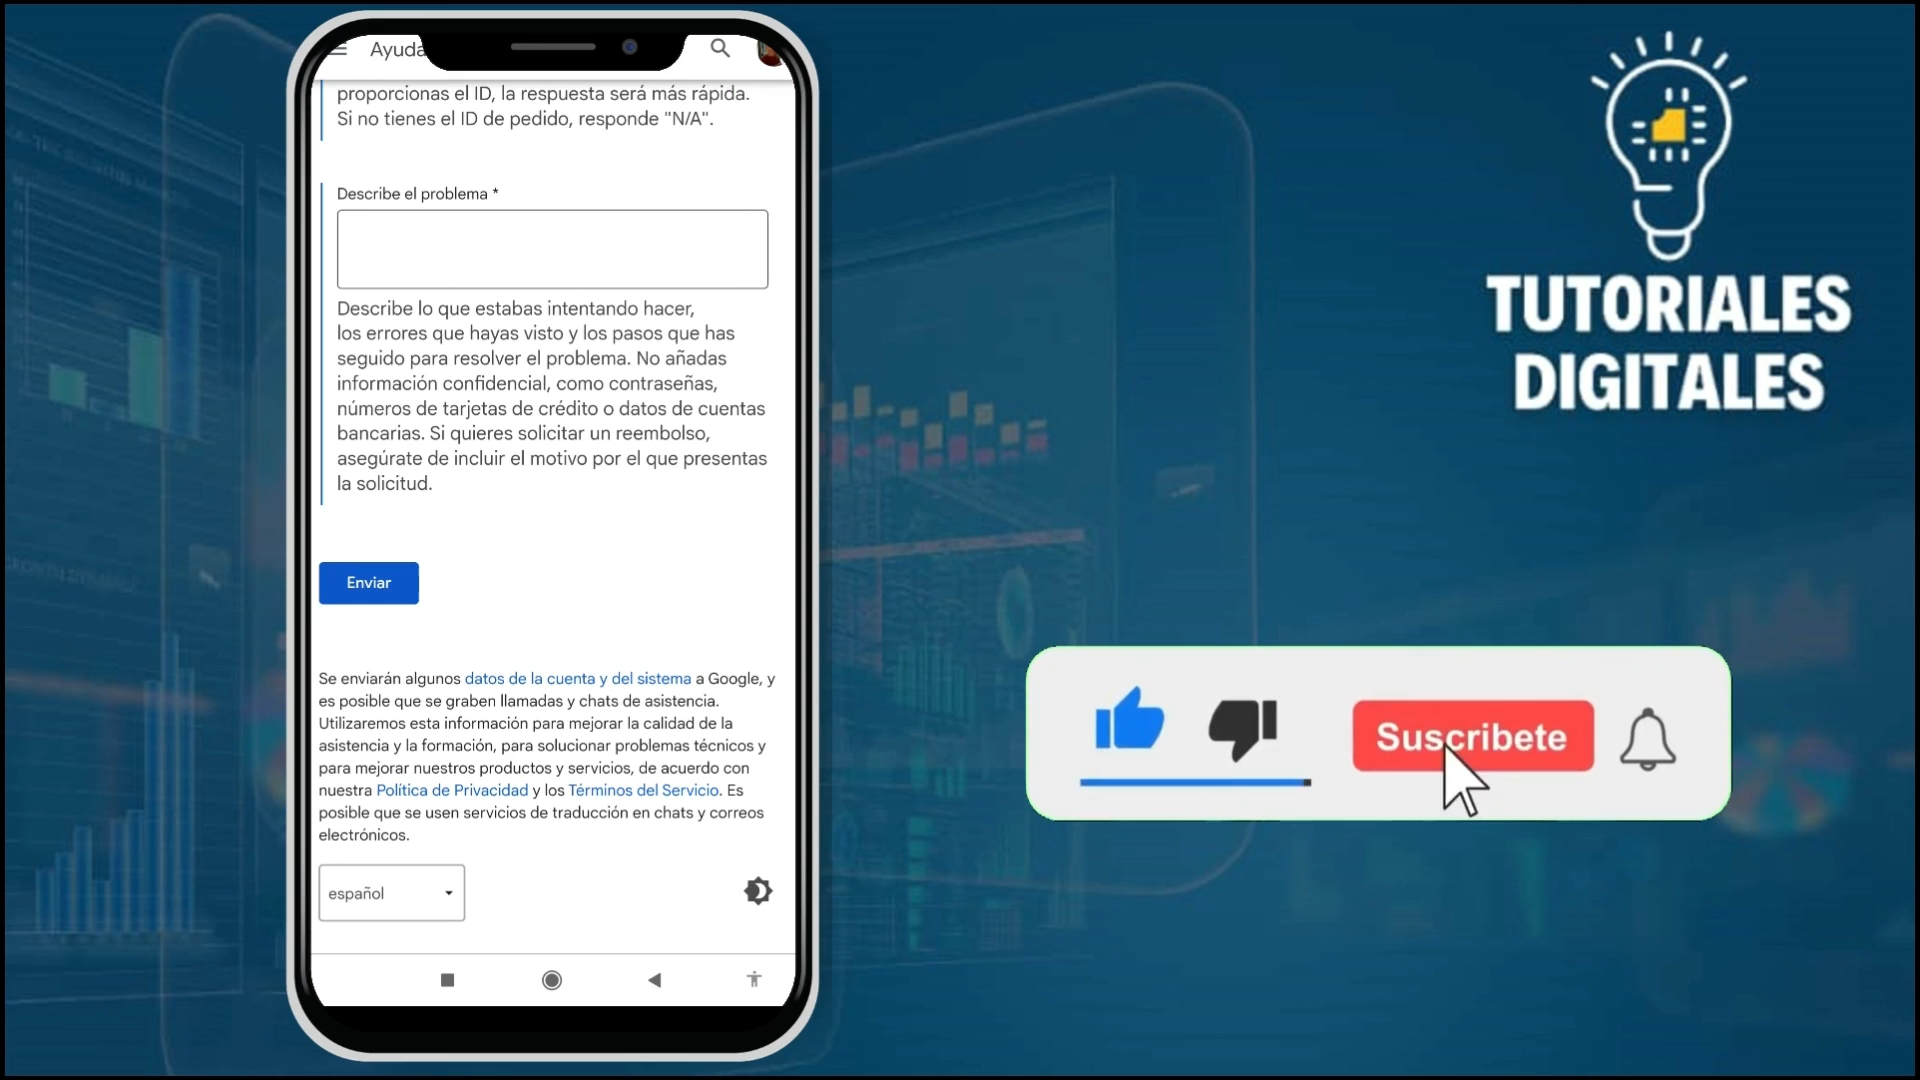 Ayuda
proporcionas el ID, la respuesta será más rápida.
Si no tienes el ID de pedido, responde "N/A".
Describe el problema *
Describe lo que estabas intentando hacer,
los errores que hayas visto y los pasos que has
seguido para resolver el problema. No añadas
información confidencial, como contraseñas,
números de tarjetas de crédito o datos de cuentas
bancarias. Si quieres solicitar un reembolso,
asegúrate de incluir el motivo por el que presentas
la solicitud.
Enviar
Se enviarán algunos datos de la cuenta y del sistema a Google, y
es posible que se graben llamadas y chats de asistencia.
Utilizaremos esta información para mejorar la calidad de la
asistencia y la formación, para solucionar problemas técnicos y
para mejorar nuestros productos y servicios, de acuerdo con
nuestra Política de Privacidad y los Términos del Servicio. Es
posible que se usen servicios de traducción en chats y correos
electrónicos.
español
TUTORIALES
DIGITALES
Suscribete